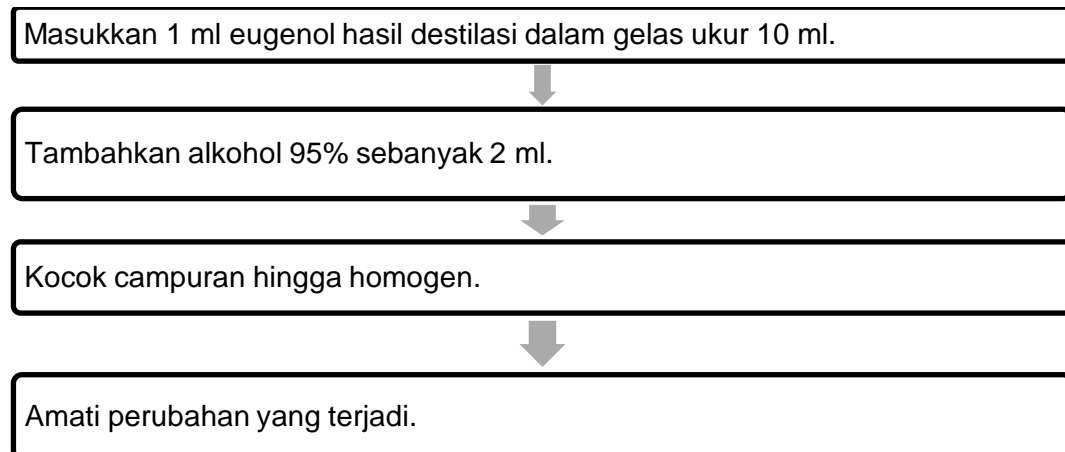 Masukkan 1 ml eugenol hasil destilasi dalam gelas ukur 10 ml.
Tambahkan alkohol 95% sebanyak 2 ml.
Kocok campuran hingga homogen.
Amati perubahan yang terjadi.